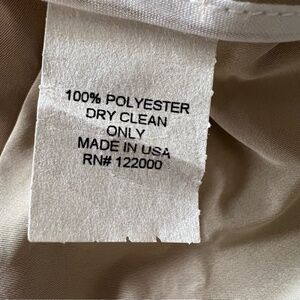 100% POLYESTER
DRY CLEAN
ONLY
MADE IN USA
RN# 122000